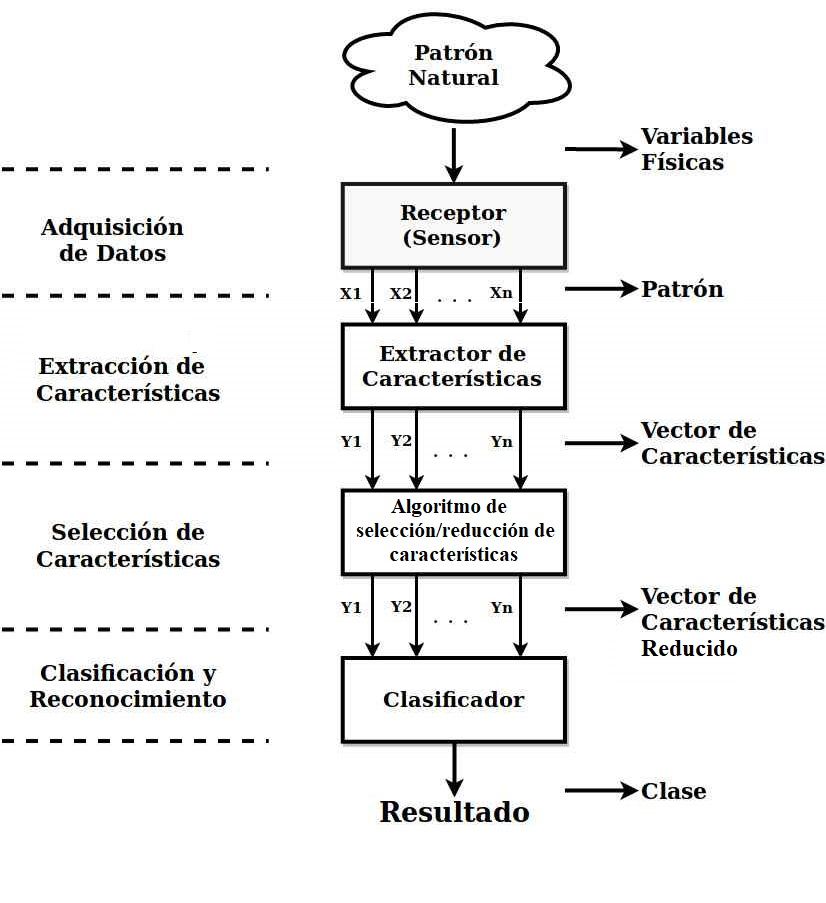 Patrón
Natural
Variables
Físicas
Adquisición
de Datos
Receptor
(Sensor)
X1 X2 . . . Xn
Patrón
Extracción de
Características
Extractor de
Características
Y1 Y2 . . . Yn
Vector de
Características
Selección de
Características
Algoritmo de
selección/reducción de
características
Y1 Y2 . . . Yn
Vector de
Características
Reducido
Clasificación y
Reconocimiento
Clasificador
Resultado
Clase